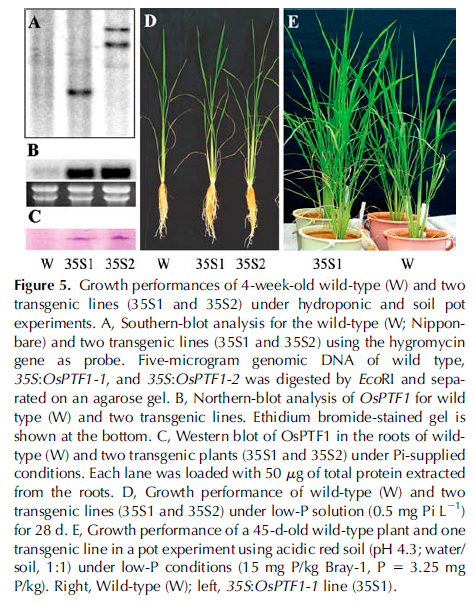 A
D
E
B
C
W 35S1 35S2
W 35S1 35S2
35S1 W
Figure 5. Growth performances of 4-week-old wild-type (W) and two
transgenic lines (35S1 and 35S2) under hydroponic and soil pot
experiments. A, Southern-blot analysis for the wild-type (W; Nippon-
bare) and two transgenic lines (35S1 and 35S2) using the hygromycin
gene as probe. Five-microgram genomic DNA of wild type,
35S:OsPTF1-1, and 35S:OsPTF1-2 was digested by EcoRI and sepa-
rated on an agarose gel. B, Northern-blot analysis of OsPTF1 for wild
type (W) and two transgenic lines. Ethidium bromide-stained gel is
shown at the bottom. C, Western blot of OsPTF1 in the roots of wild-
type (W) and two transgenic plants (35S1 and 35S2) under Pi-supplied
conditions. Each lane was loaded with 50 μg of total protein extracted
from the roots. D, Growth performance of wild-type (W) and two
transgenic lines (35S1 and 35S2) under low-P solution (0.5 mg Pi L⁻¹)
for 28 d. E, Growth performance of a 45-d-old wild-type plant and one
transgenic line in a pot experiment using acidic red soil (pH 4.3; water/
soil, 1:1) under low-P conditions (15 mg P/kg Bray-1, P = 3.25 mg
P/kg). Right, Wild-type (W); left, 35S:OsPTF1-1 line (35S1).